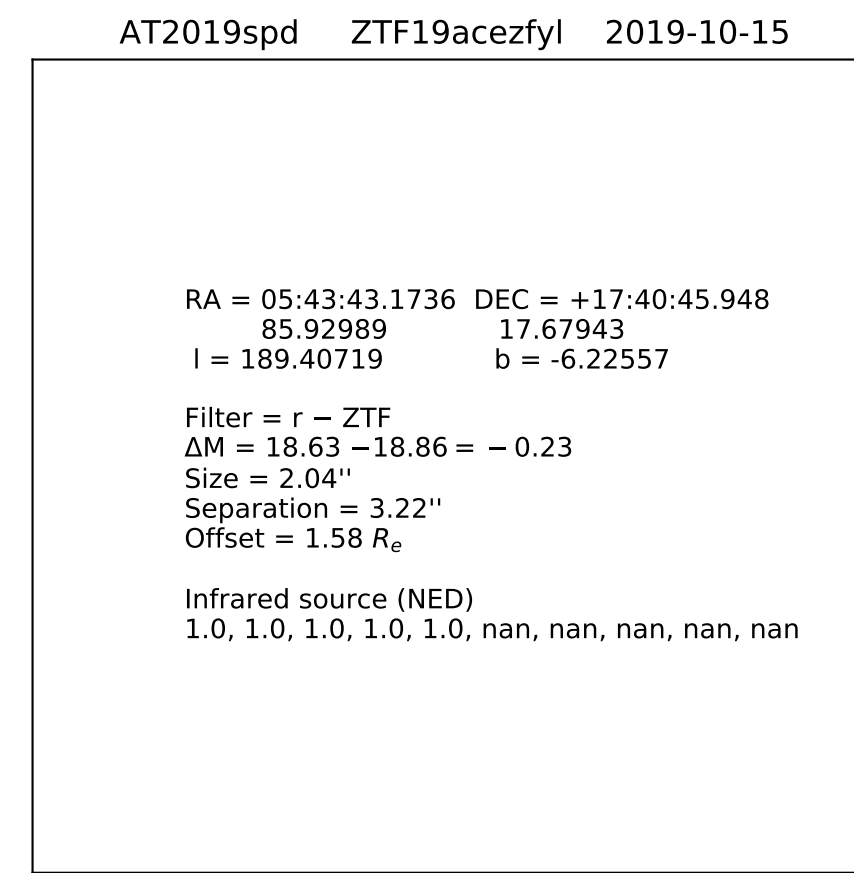 AT2019spd ZTF19acezfyl 2019-10-15
RA = 05:43:43.1736 DEC = +17:40:45.948
85.92989 17.67943
l = 189.40719 b = -6.22557
Filter = r − ZTF
ΔM = 18.63 −18.86 = − 0.23
Size = 2.04''
Separation = 3.22''
Offset = 1.58 Re
Infrared source (NED)
1.0, 1.0, 1.0, 1.0, 1.0, nan, nan, nan, nan, nan